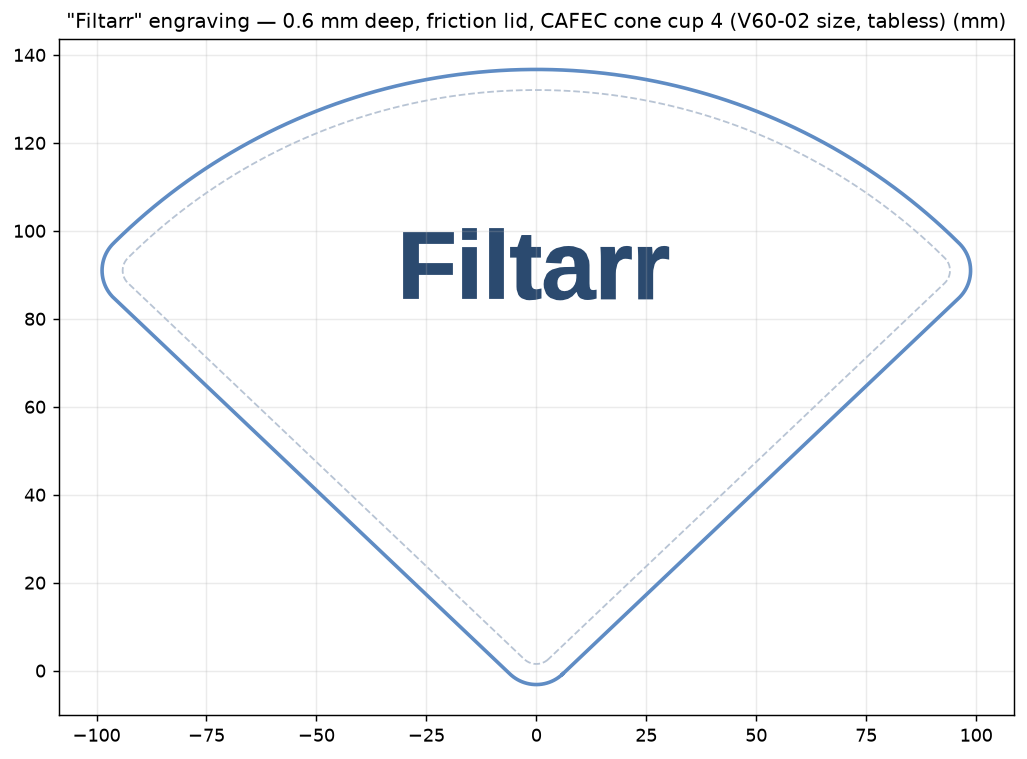 "Filtarr" engraving — 0.6 mm deep, friction lid, CAFEC cone cup 4 (V60-02 size, tabless) (mm)
140
120
100
80
60
40
20
0
Filtarr
−100 −75 −50 −25 0 25 50 75 100